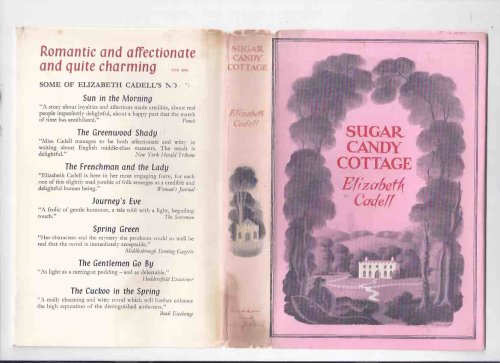 Romantic and affectionate
and quite charming
SOME OF ELIZABETH CADELL'S
Sun in the Morning
"A story about loyalties and affections made credible, about real
people imperfectly delightful, about a happy past that the march
of time has annihilated." Punch
The Greenwood Shady
"Miss Cadell manages to be both affectionate and witty in
writing about English middle-class manners. The result is
delightful." New York Herald Tribune
The Frenchman and the Lady
"Elizabeth Cadell is here in her most engaging form, for each
one of this slightly mad jumble of folk emerges as a credible and
delightful human being." Woman's Journal
Journey's Eve
"A frolic of gentle humours, a tale told with a light, beguiling
touch." The Scotsman
Spring Green
"Her characters and the mystery she produces could so well be
real that the novel is immediately acceptable."
Middlesbrough Evening Gazette
The Gentlemen Go By
"As light as a meringue pudding – and as delectable."
Huddersfield Examiner
The Cuckoo in the Spring
"A really charming and witty novel which will further enhance
the high reputation of the distinguished authoress."
Book Exchange
SUGAR
CANDY
COTTAGE
Elizabeth
Cadell
SUGAR
CANDY
COTTAGE
Elizabeth
Cadell